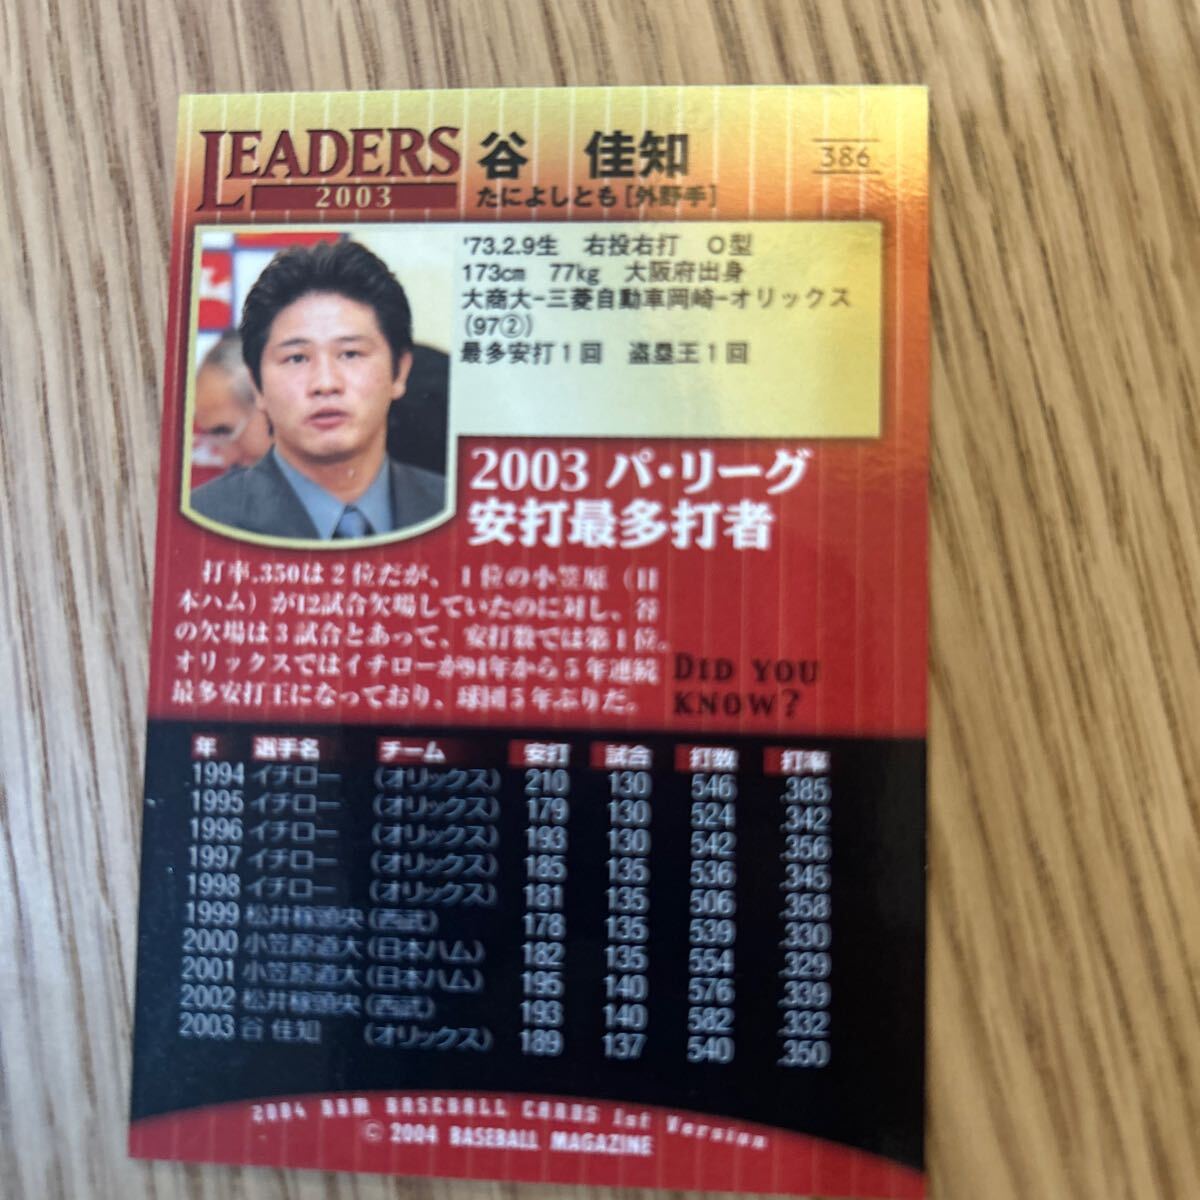 LEADERS
2003
谷 佳知
たによしとも [外野手]
386
'73.2.9生 右投右打 O型
173cm 77kg 大阪府出身
大商大−三菱自動車岡崎−オリックス
(97②)
最多安打1回 盗塁王1回
2003 パ・リーグ
安打最多打者
打率.350は2位だが、1位の小笠原(日
本ハム)が12試合欠場していたのに対し、谷
の欠場は3試合とあって、安打数では第1位。
オリックスではイチローが94年から5年連続
最多安打王になっており、球団5年ぶりだ。
DID YOU
KNOW?
年 選手名 チーム 安打 試合 打数 打率
1994 イチロー (オリックス) 210 130 546 .385
1995 イチロー (オリックス) 179 130 524 .342
1996 イチロー (オリックス) 193 130 542 .356
1997 イチロー (オリックス) 185 135 536 .345
1998 イチロー (オリックス) 181 135 506 .358
1999 松井稼頭央 (西武) 178 135 539 .330
2000 小笠原道大 (日本ハム) 182 135 554 .329
2001 小笠原道大 (日本ハム) 195 140 576 .339
2002 松井稼頭央 (西武) 193 140 582 .332
2003 谷 佳知 (オリックス) 189 137 540 .350
2004 BBM BASEBALL CARDS 1st Version
© 2004 BASEBALL MAGAZINE